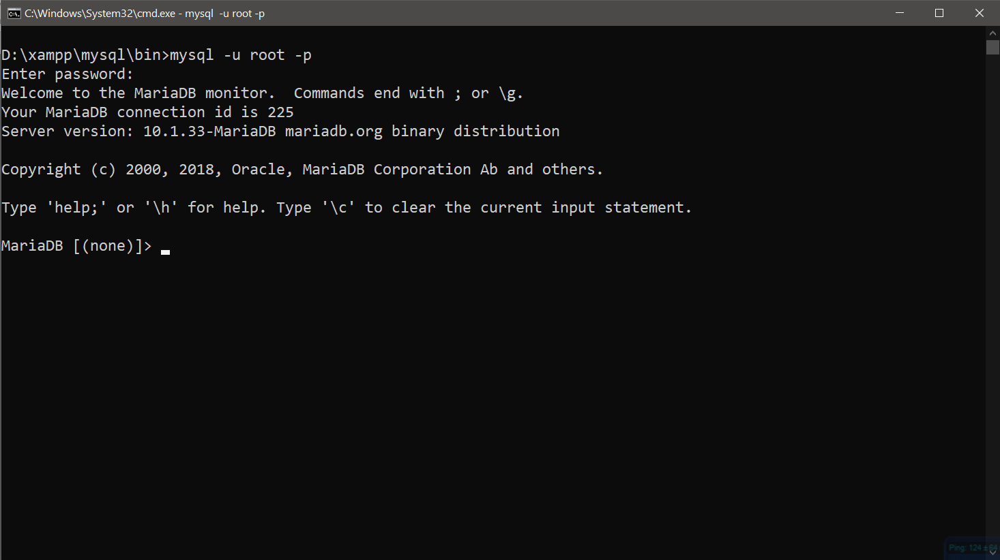 C:\Windows\System32\cmd.exe - mysql  -u root -p
D:\xampp\mysql\bin>mysql -u root -p
Enter password:
Welcome to the MariaDB monitor.  Commands end with ; or \g.
Your MariaDB connection id is 225
Server version: 10.1.33-MariaDB mariadb.org binary distribution
Copyright (c) 2000, 2018, Oracle, MariaDB Corporation Ab and others.
Type 'help;' or '\h' for help. Type '\c' to clear the current input statement.
MariaDB [(none)]>
Ping: 124 ±